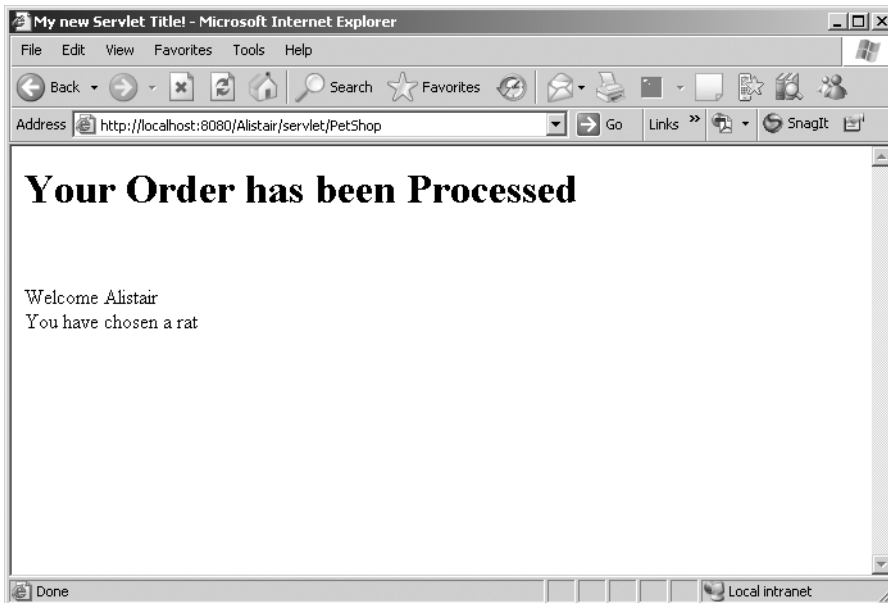 My new Servlet Title! - Microsoft Internet Explorer
File Edit View Favorites Tools Help
Back Search Favorites
Address http://localhost:8080/Alistair/servlet/PetShop Go Links » SnagIt
Your Order has been Processed
Welcome Alistair
You have chosen a rat
Done Local intranet